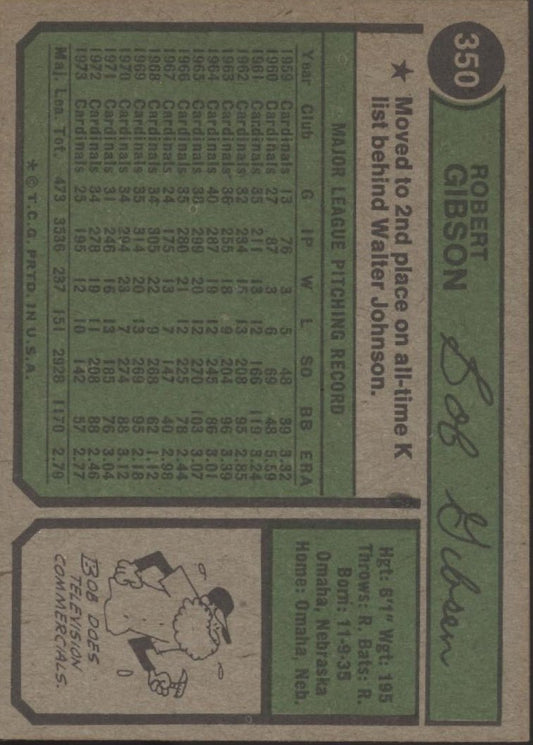 350
ROBERT
GIBSON
Bob Gibson
★ Moved to 2nd place on all-time K
list behind Walter Johnson.
MAJOR LEAGUE PITCHING RECORD
Year Club G IP W L SO BB ERA
1959 Cardinals 13 76 3 5 48 39 3.32
1960 Cardinals 27 87 3 6 69 48 5.59
1961 Cardinals 35 211 13 12 166 119 3.24
1962 Cardinals 32 234 15 13 208 95 2.85
1963 Cardinals 36 255 18 9 204 96 3.39
1964 Cardinals 40 287 19 12 245 86 3.01
1965 Cardinals 38 299 20 12 270 103 3.07
1966 Cardinals 35 280 21 12 225 78 2.44
1967 Cardinals 24 175 13 7 147 40 2.98
1968 Cardinals 34 305 22 9 268 62 1.12
1969 Cardinals 35 314 20 13 269 95 2.18
1970 Cardinals 34 294 23 7 274 88 3.12
1971 Cardinals 31 246 16 13 185 76 3.04
1972 Cardinals 34 278 19 11 208 88 2.46
1973 Cardinals 25 195 12 10 142 57 2.77
Maj. Lea. Tot. 473 3536 237 151 2928 1170 2.79
* © T.C.G. PRTD. IN U.S.A.
Hgt: 6'1" Wgt: 195
Throws: R. Bats: R.
Born: 11-9-35
Omaha, Nebraska
Home: Omaha, Neb.
BOB DOES
TELEVISION
COMMERCIALS.